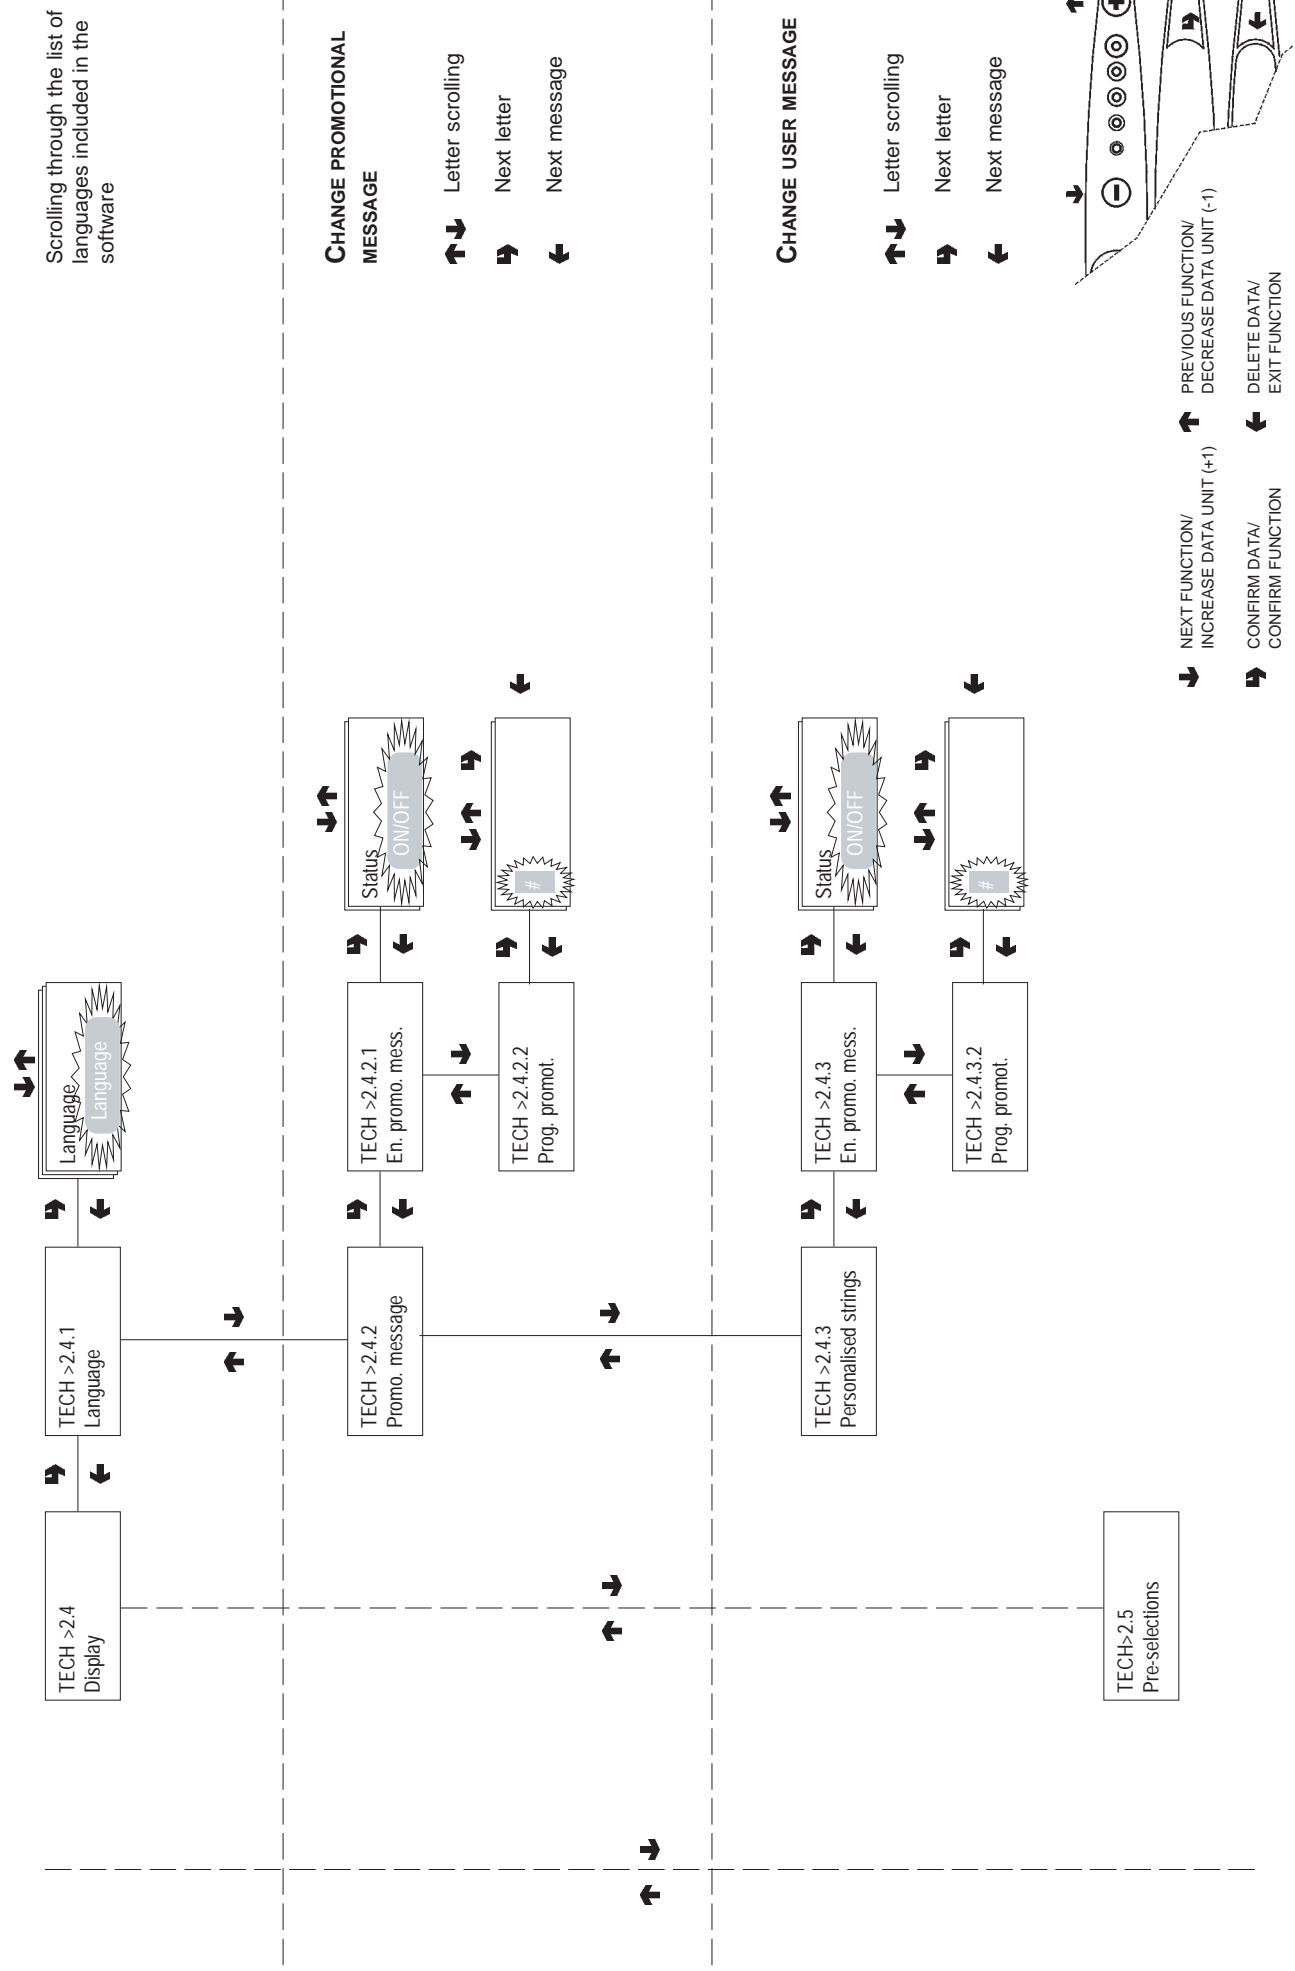 TECH >2.4
Display
TECH >2.4.1
Language
Language
Language
Scrolling through the list of
languages included in the
software
TECH >2.4.2
Promo. message
TECH >2.4.2.1
En. promo. mess.
Status
ON/OFF
TECH >2.4.2.2
Prog. promot.
#
CHANGE PROMOTIONAL
MESSAGE
Letter scrolling
Next letter
Next message
TECH >2.4.3
Personalised strings
TECH >2.4.3
En. promo. mess.
Status
ON/OFF
TECH >2.4.3.2
Prog. promot.
#
CHANGE USER MESSAGE
Letter scrolling
Next letter
Next message
TECH>2.5
Pre-selections
NEXT FUNCTION/
INCREASE DATA UNIT (+1)
PREVIOUS FUNCTION/
DECREASE DATA UNIT (-1)
CONFIRM DATA/
CONFIRM FUNCTION
DELETE DATA/
EXIT FUNCTION